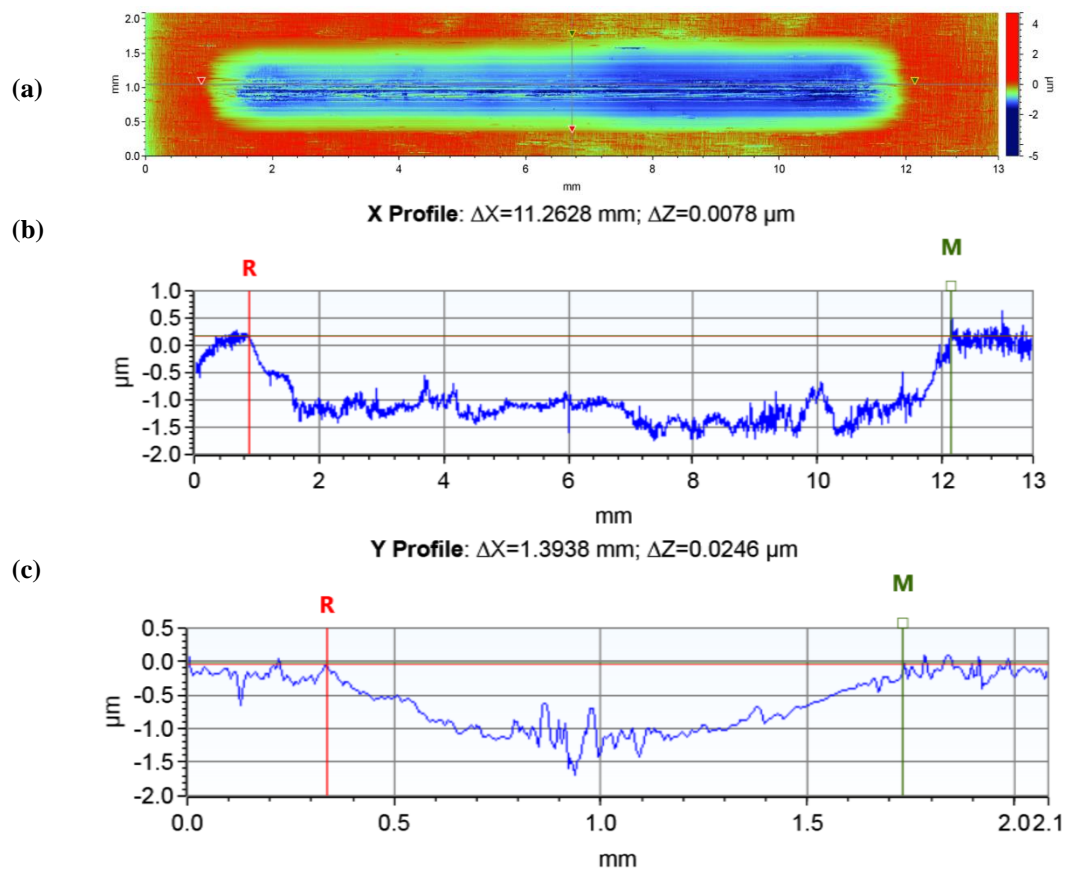 (a)
2.0
1.5
1.0
0.5
0.0
mm
0 2 4 6 8 10 12 13
mm
4
2
0
-2
-5
µm
(b)
X Profile: ΔX=11.2628 mm; ΔZ=0.0078 µm
R
M
1.0
0.5
0.0
-0.5
-1.0
-1.5
-2.0
µm
0 2 4 6 8 10 12 13
mm
(c)
Y Profile: ΔX=1.3938 mm; ΔZ=0.0246 µm
R
M
0.5
0.0
-0.5
-1.0
-1.5
-2.0
µm
0.0 0.5 1.0 1.5 2.0 2.1
mm